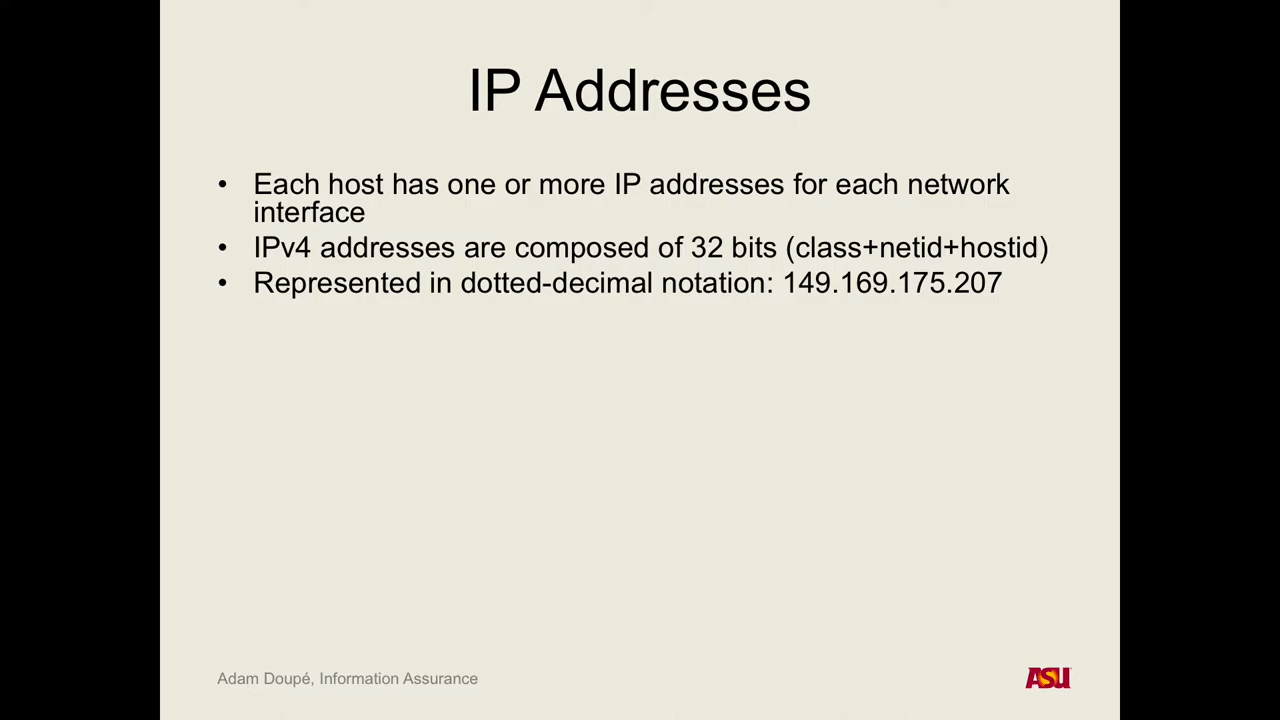 IP Addresses
• Each host has one or more IP addresses for each network
interface
• IPv4 addresses are composed of 32 bits (class+netid+hostid)
• Represented in dotted-decimal notation: 149.169.175.207
Adam Doupé, Information Assurance
ASU